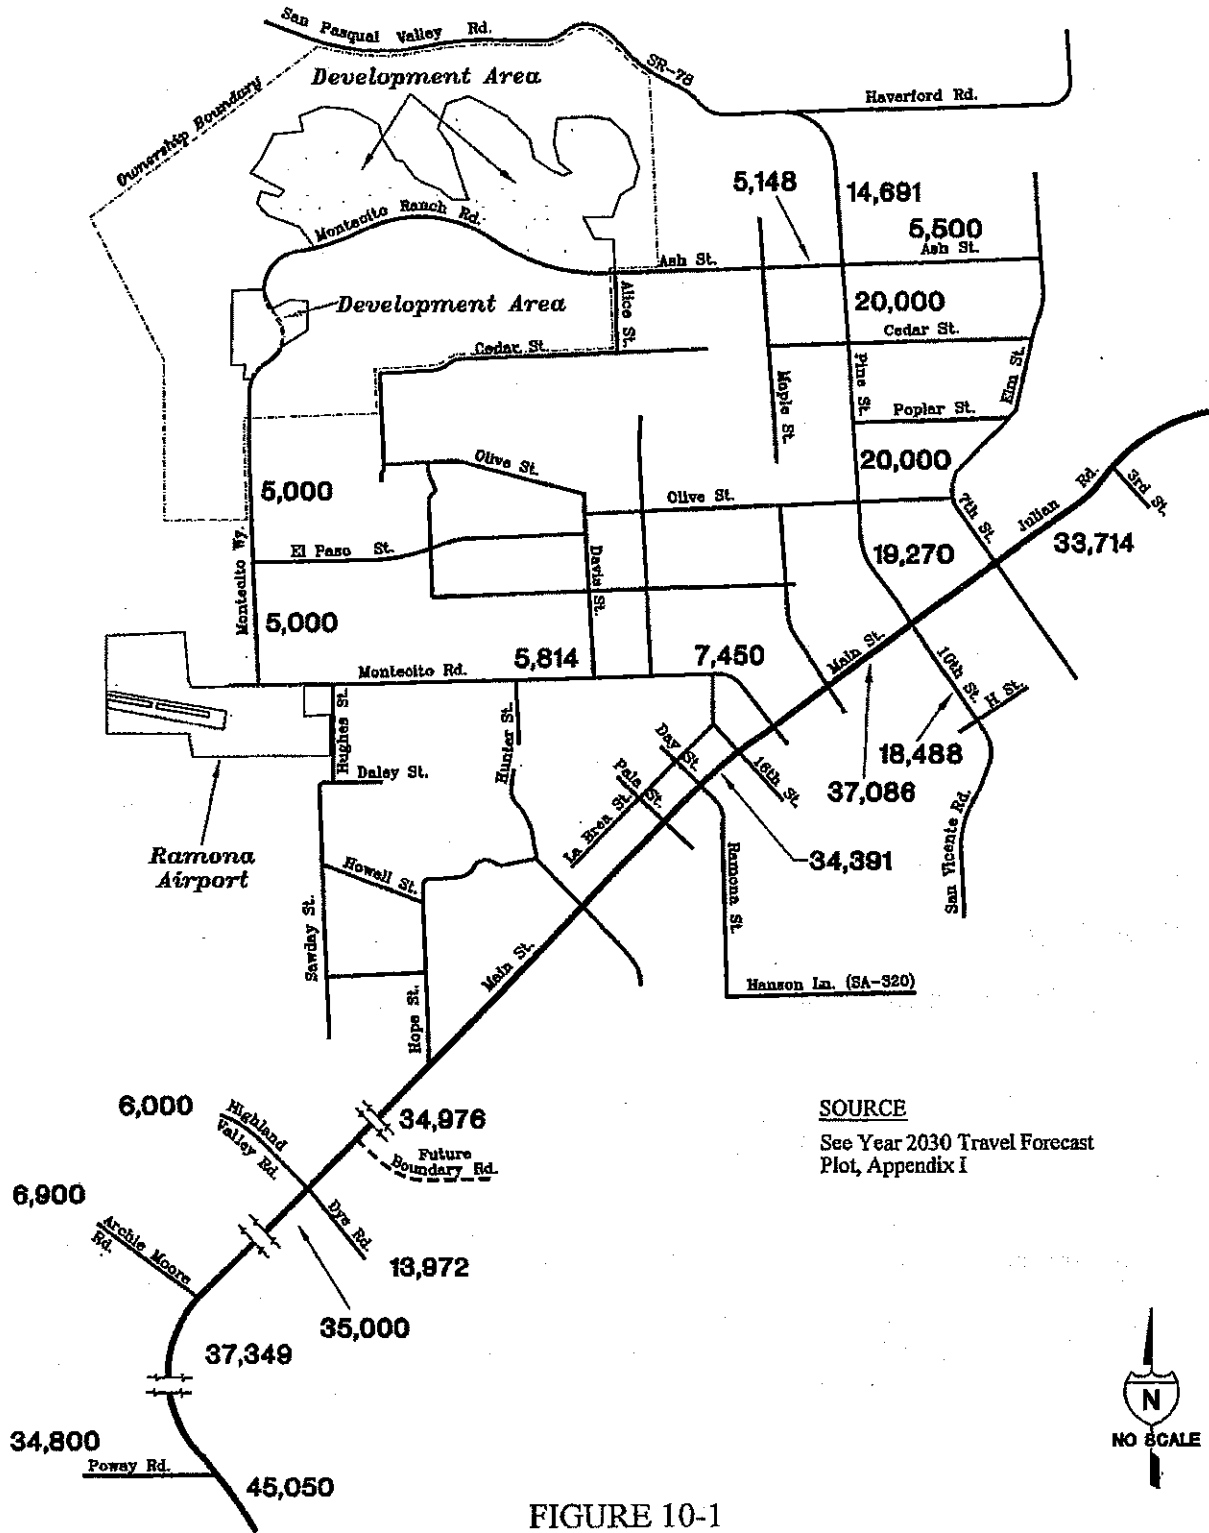 San Pasqual Valley Rd.
SR-78
Development Area
Haverford Rd.
Ownership Boundary
5,148
14,691
5,500
Ash St.
Montecito Ranch Rd.
Ash St.
Development Area
Alice St.
20,000
Cedar St.
Cedar St.
Maple St.
Pine St.
Elm St.
Poplar St.
20,000
Olive St.
5,000
Olive St.
7th St.
Julian Rd.
3rd St.
33,714
Montecito Wy.
El Paso St.
Davis St.
19,270
5,000
5,814
7,450
Main St.
10th St.
H St.
Montecito Rd.
Hughes St.
Hunter St.
Day St.
16th St.
18,488
Daley St.
Pala St.
37,086
La Brea St.
San Vicente Rd.
Ramona
Airport
Howell St.
34,391
Ramona St.
Sawday St.
Main St.
Hope St.
Hanson Ln. (SA-320)
6,000
Highland
Valley Rd.
34,976
Future
Boundary Rd.
SOURCE
See Year 2030 Travel Forecast
Plot, Appendix I
6,900
Archie Moore
Rd.
Dye Rd.
13,972
35,000
37,349
N
NO SCALE
34,800
Poway Rd.
45,050
FIGURE 10-1